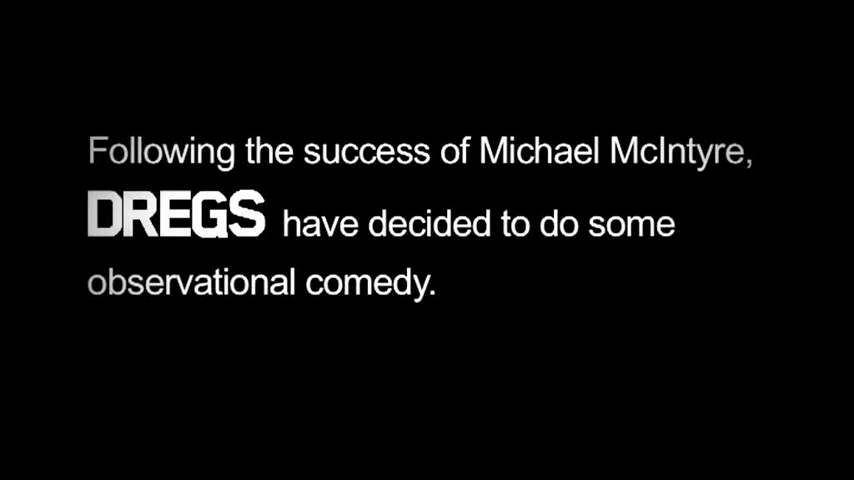 Following the success of Michael McIntyre,
DREGS have decided to do some
observational comedy.